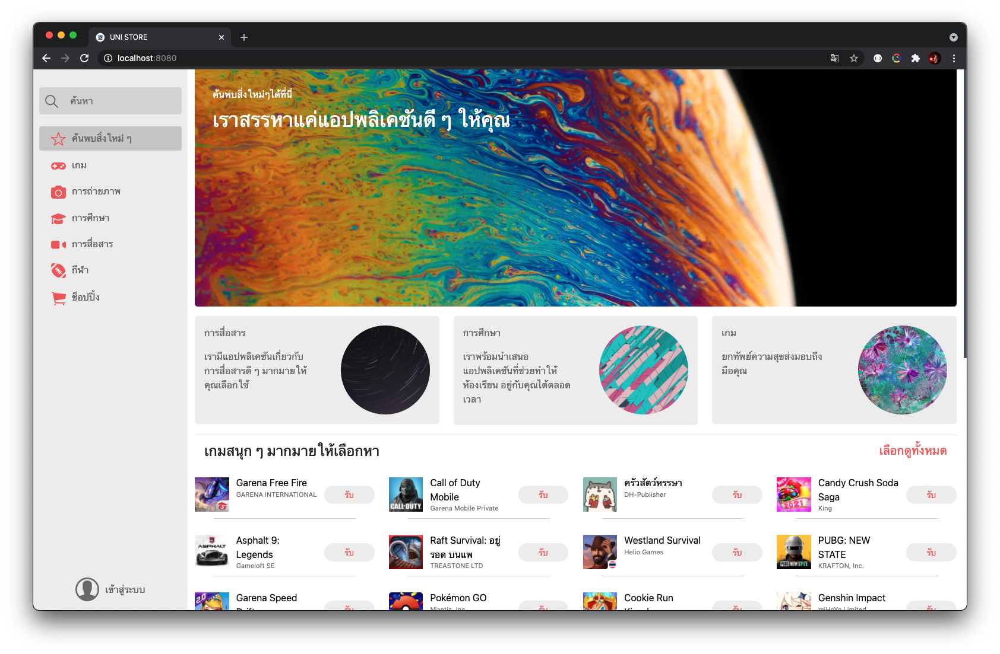 UNI STORE
localhost:8080
ค้นหา
ค้นพบสิ่งใหม่ ๆ
เกม
การถ่ายภาพ
การศึกษา
การสื่อสาร
กีฬา
ช็อปปิ้ง
เข้าสู่ระบบ
ค้นพบสิ่งใหม่ๆได้ที่นี่
เราสรรหาแค่แอปพลิเคชันดี ๆ ให้คุณ
การสื่อสาร
เรามีแอปพลิเคชันเกี่ยวกับ
การสื่อสารดี ๆ มากมายให้
คุณเลือกใช้
การศึกษา
เราพร้อมนำเสนอ
แอปพลิเคชันที่ช่วยทำให้
ห้องเรียน อยู่กับคุณได้ตลอด
เวลา
เกม
ยกทัพย์ความสุขส่งมอบถึง
มือคุณ
เกมสนุก ๆ มากมายให้เลือกหา
เลือกดูทั้งหมด
Garena Free Fire
GARENA INTERNATIONAL
รับ
CALL OF DUTY
Call of Duty
Mobile
Garena Mobile Private
รับ
ครัวสัตว์หรรษา
DH-Publisher
รับ
NEW
2021
Candy Crush Soda
Saga
King
รับ
9
ASPHALT
Asphalt 9:
Legends
Gameloft SE
รับ
Raft Survival: อยู่
รอด บนแพ
TREASTONE LTD
รับ
Westland Survival
Helio Games
รับ
PUBG NEW STATE
PUBG: NEW
STATE
KRAFTON, Inc.
รับ
2.0
Garena Speed
Drift
รับ
Pokémon GO
Niantic, Inc.
รับ
Cookie Run
รับ
Genshin Impact
miHoYo Limited
รับ